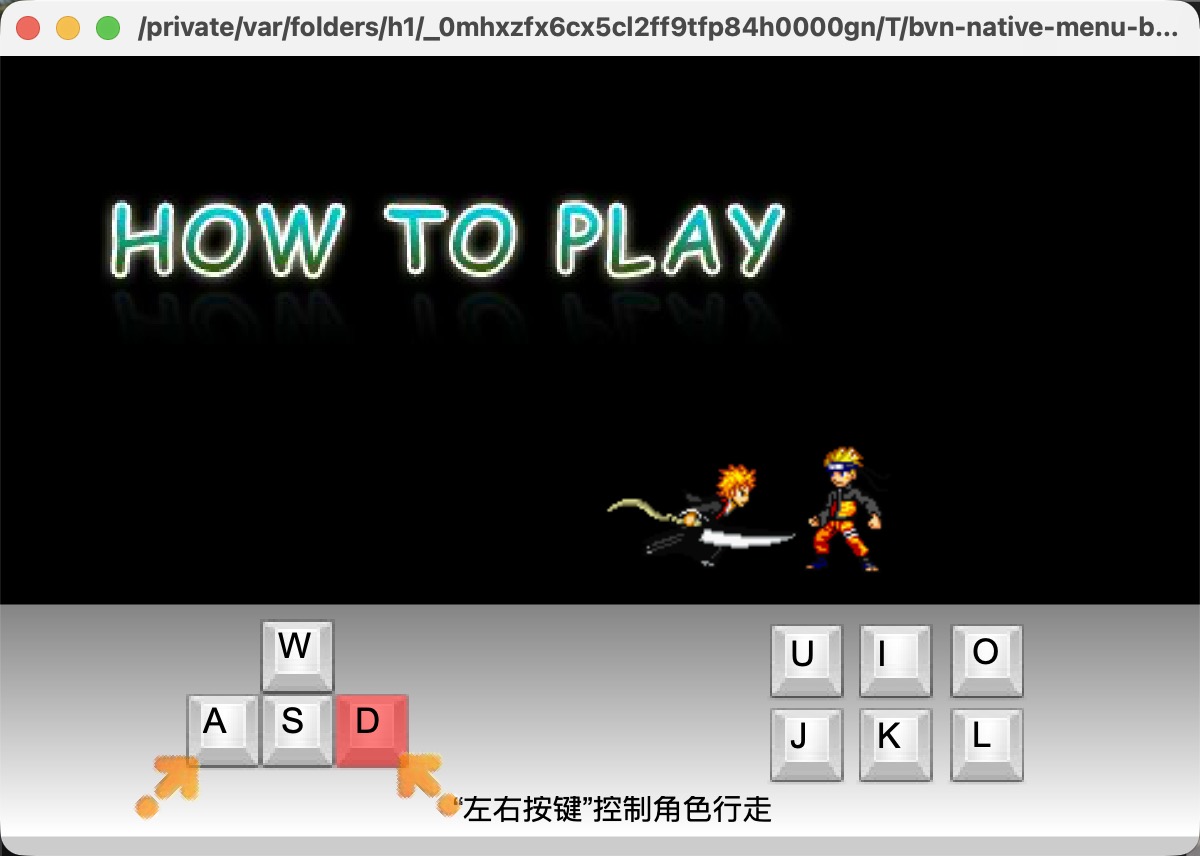 /private/var/folders/h1/_0mhxzfx6cx5cl2ff9tfp84h0000gn/T/bvn-native-menu-b...
HOW TO PLAY
W
A S D
U I O
J K L
“左右按键”控制角色行走